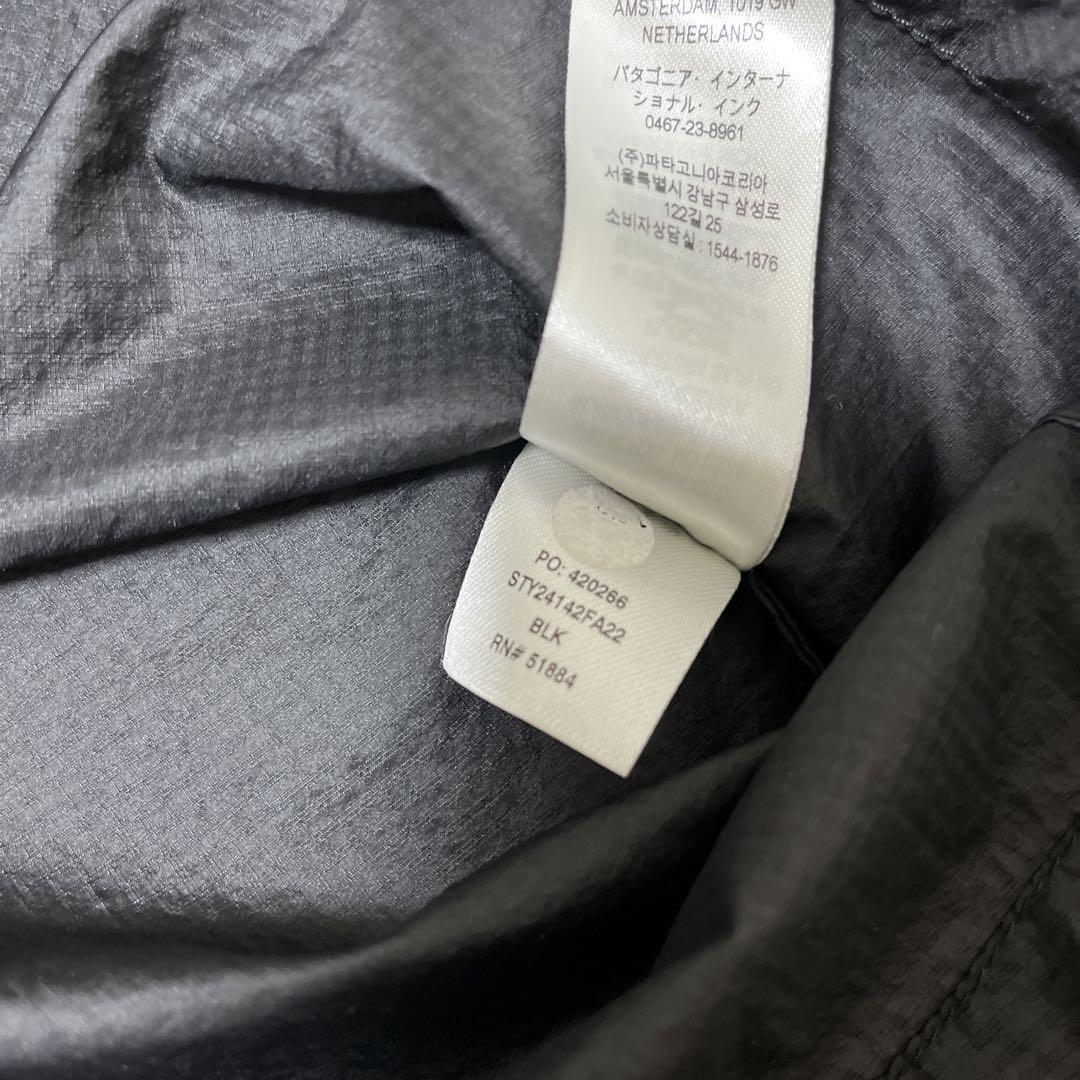 AMSTERDAM, 1019 GW
NETHERLANDS
パタゴニア・インターナ
ショナル・インク
0467-23-8961
(주)파타고니아코리아
서울특별시 강남구 삼성로
122길 25
소비자상담실 : 1544-1876
PO: 420266
STY24142FA22
BLK
RN# 51884